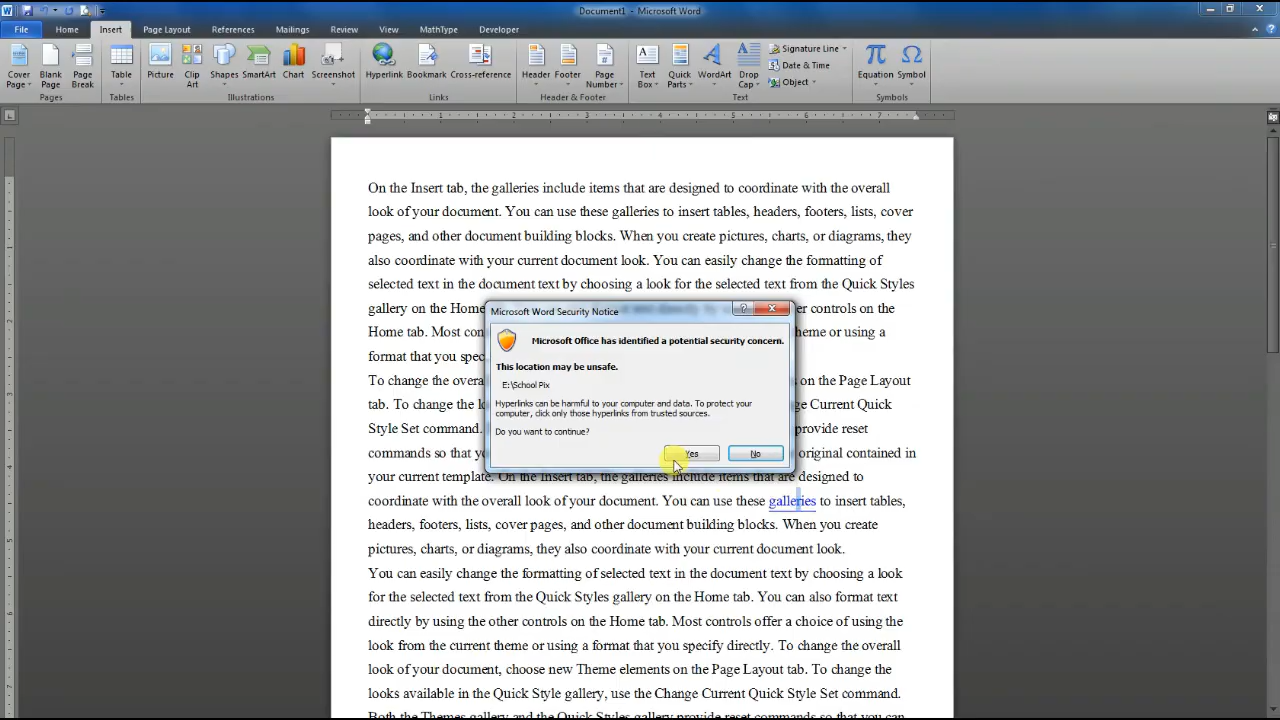 Document1 - Microsoft Word
File Home Insert Page Layout References Mailings Review View MathType Developer
Cover Page Blank Page Page Break Table Picture Clip Art Shapes SmartArt Chart Screenshot Hyperlink Bookmark Cross-reference Header Footer Page Number Text Box Quick Parts WordArt Drop Cap Signature Line Date & Time Object Equation Symbol
Pages Tables Illustrations Links Header & Footer Text Symbols
On the Insert tab, the galleries include items that are designed to coordinate with the overall
look of your document. You can use these galleries to insert tables, headers, footers, lists, cover
pages, and other document building blocks. When you create pictures, charts, or diagrams, they
also coordinate with your current document look. You can easily change the formatting of
selected text in the document text by choosing a look for the selected text from the Quick Styles
gallery on the Hom er controls on the
Home tab. Most con heme or using a
format that you spec
To change the overa s on the Page Layout
tab. To change the lo ge Current Quick
Style Set command. provide reset
commands so that yo original contained in
your current template. On the Insert tab, the galleries include items that are designed to
coordinate with the overall look of your document. You can use these galleries to insert tables,
headers, footers, lists, cover pages, and other document building blocks. When you create
pictures, charts, or diagrams, they also coordinate with your current document look.
You can easily change the formatting of selected text in the document text by choosing a look
for the selected text from the Quick Styles gallery on the Home tab. You can also format text
directly by using the other controls on the Home tab. Most controls offer a choice of using the
look from the current theme or using a format that you specify directly. To change the overall
look of your document, choose new Theme elements on the Page Layout tab. To change the
looks available in the Quick Style gallery, use the Change Current Quick Style Set command.
Both the Themes gallery and the Quick Styles gallery provide reset commands so that you can
Microsoft Word Security Notice
Microsoft Office has identified a potential security concern.
This location may be unsafe.
E:\School Pix
Hyperlinks can be harmful to your computer and data. To protect your
computer, click only those hyperlinks from trusted sources.
Do you want to continue?
Yes No